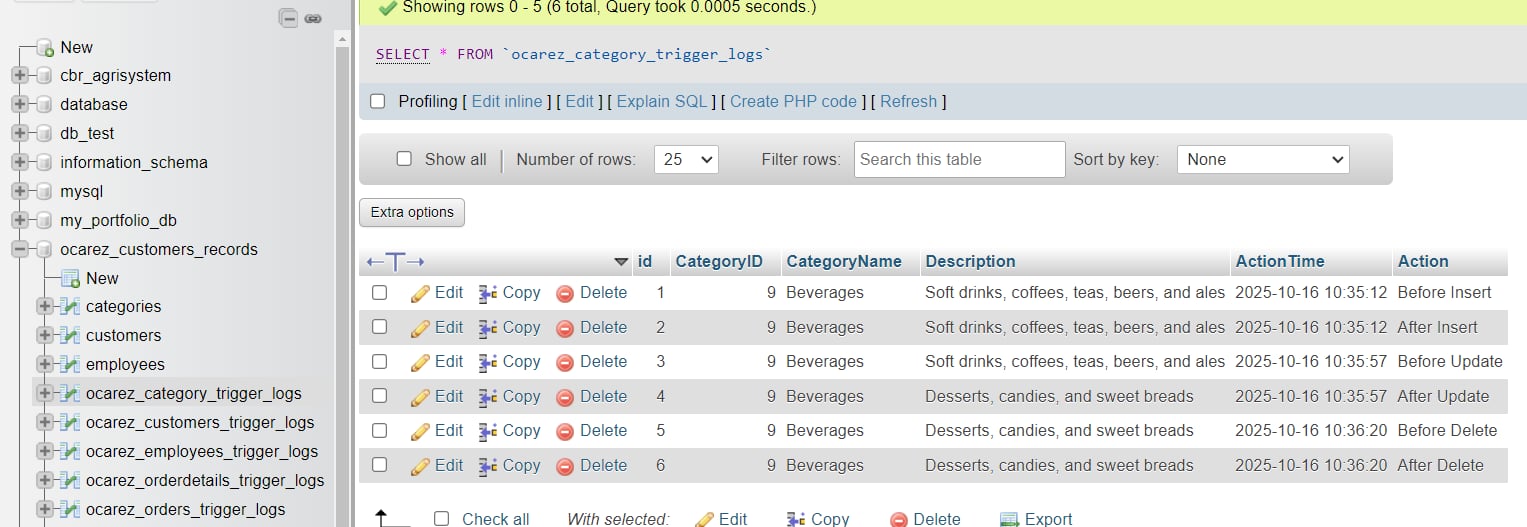 Showing rows 0 - 5 (6 total, Query took 0.0005 seconds.)
SELECT * FROM `ocarez_category_trigger_logs`
Profiling [ Edit inline ] [ Edit ] [ Explain SQL ] [ Create PHP code ] [ Refresh ]
Show all Number of rows: 25 Filter rows: Search this table Sort by key: None
Extra options
New
cbr_agrisystem
database
db_test
information_schema
mysql
my_portfolio_db
ocarez_customers_records
New
categories
customers
employees
ocarez_category_trigger_logs
ocarez_customers_trigger_logs
ocarez_employees_trigger_logs
ocarez_orderdetails_trigger_logs
ocarez_orders_trigger_logs
id CategoryID CategoryName Description ActionTime Action
Edit Copy Delete 1 9 Beverages Soft drinks, coffees, teas, beers, and ales 2025-10-16 10:35:12 Before Insert
Edit Copy Delete 2 9 Beverages Soft drinks, coffees, teas, beers, and ales 2025-10-16 10:35:12 After Insert
Edit Copy Delete 3 9 Beverages Soft drinks, coffees, teas, beers, and ales 2025-10-16 10:35:57 Before Update
Edit Copy Delete 4 9 Beverages Desserts, candies, and sweet breads 2025-10-16 10:35:57 After Update
Edit Copy Delete 5 9 Beverages Desserts, candies, and sweet breads 2025-10-16 10:36:20 Before Delete
Edit Copy Delete 6 9 Beverages Desserts, candies, and sweet breads 2025-10-16 10:36:20 After Delete
Check all With selected: Edit Copy Delete Export